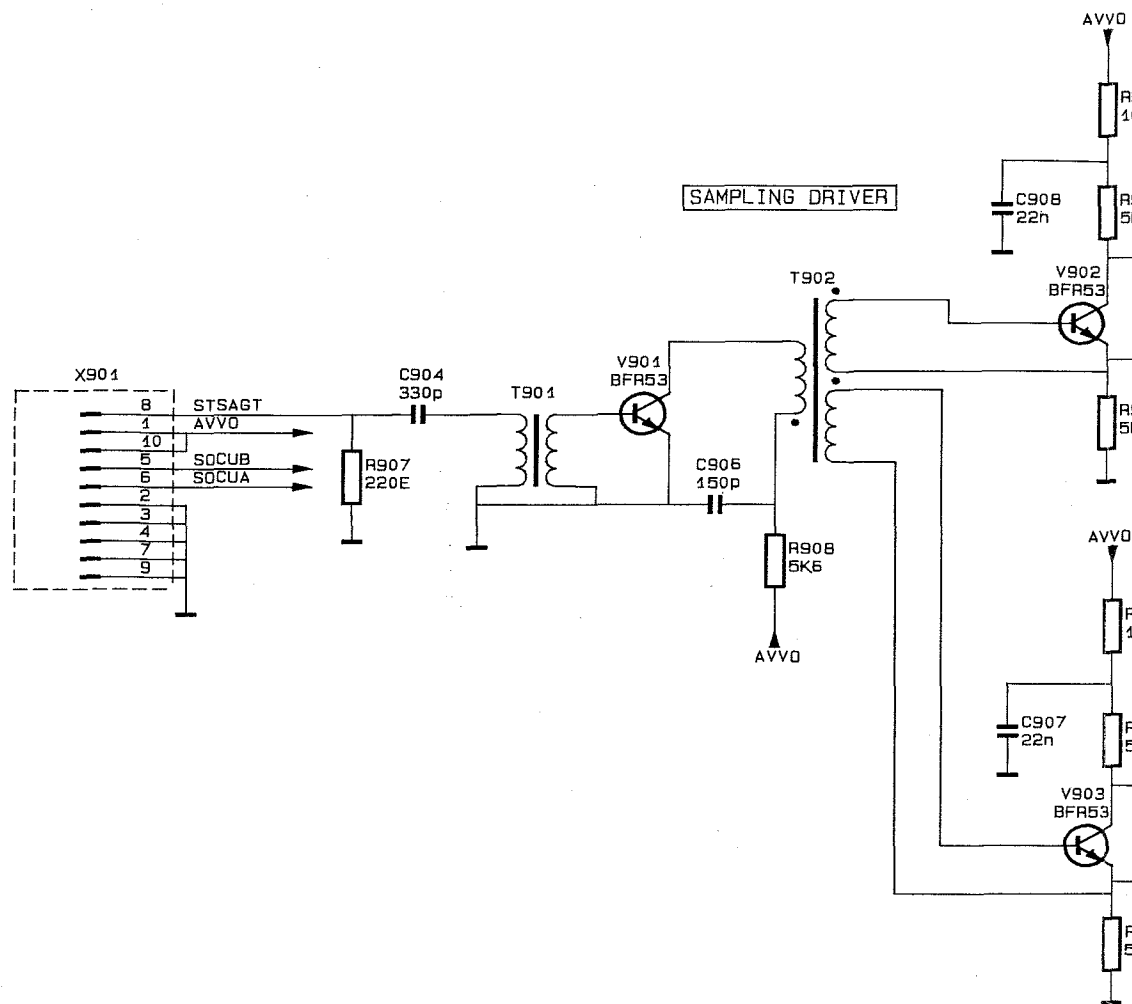 AVVO
SAMPLING DRIVER
C908
22n
V902
BFR53
T902
X901
C904
330p
T901
V901
BFR53
8 STSAGT
1 AVVO
10
5 SOCUB
6 SOCUA
2
3
4
7
9
R907
220E
C906
150p
R908
5K6
AVVO
AVVO
C907
22n
V903
BFR53